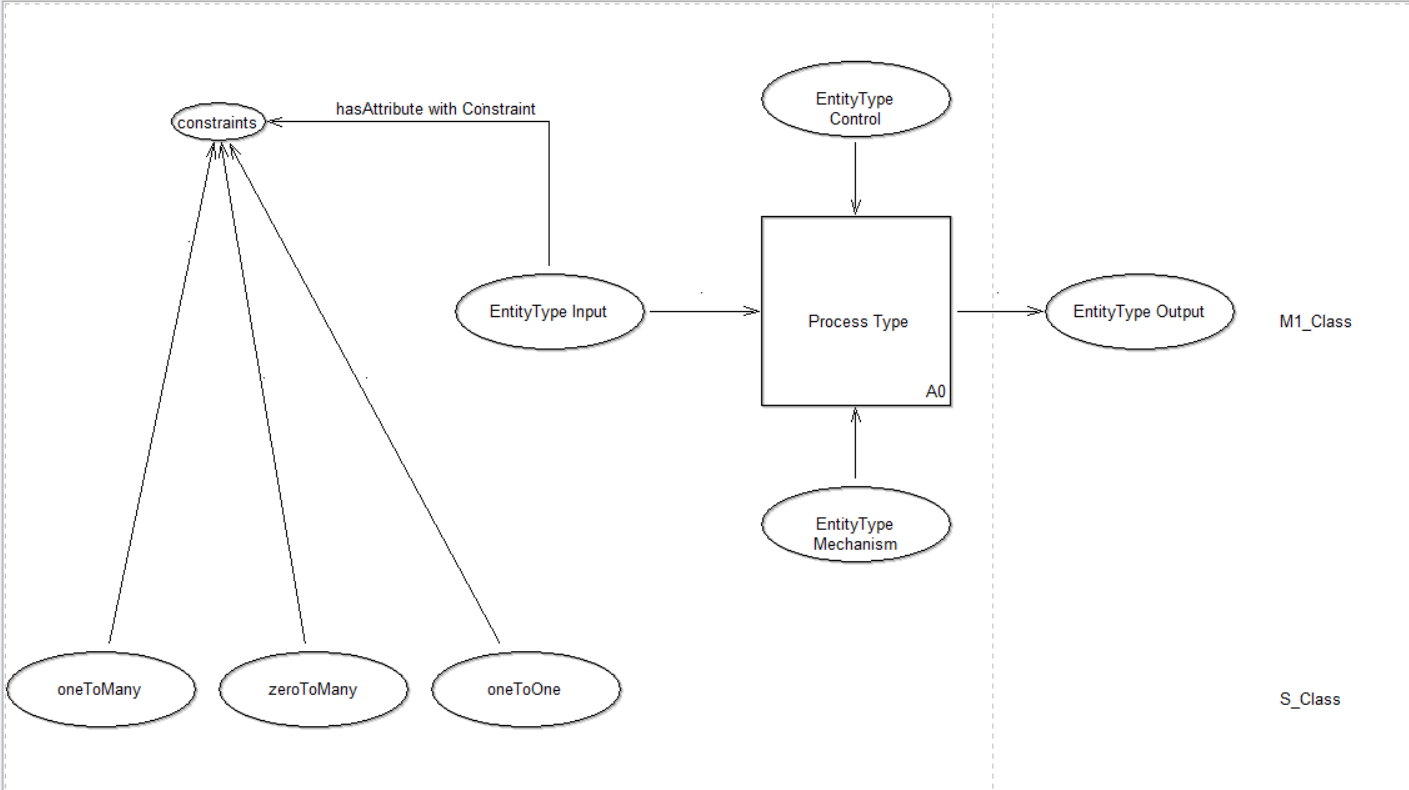 EntityType
Control
hasAttribute with Constraint
constraints
EntityType Input
Process Type
A0
EntityType Output
M1_Class
EntityType
Mechanism
oneToMany
zeroToMany
oneToOne
S_Class